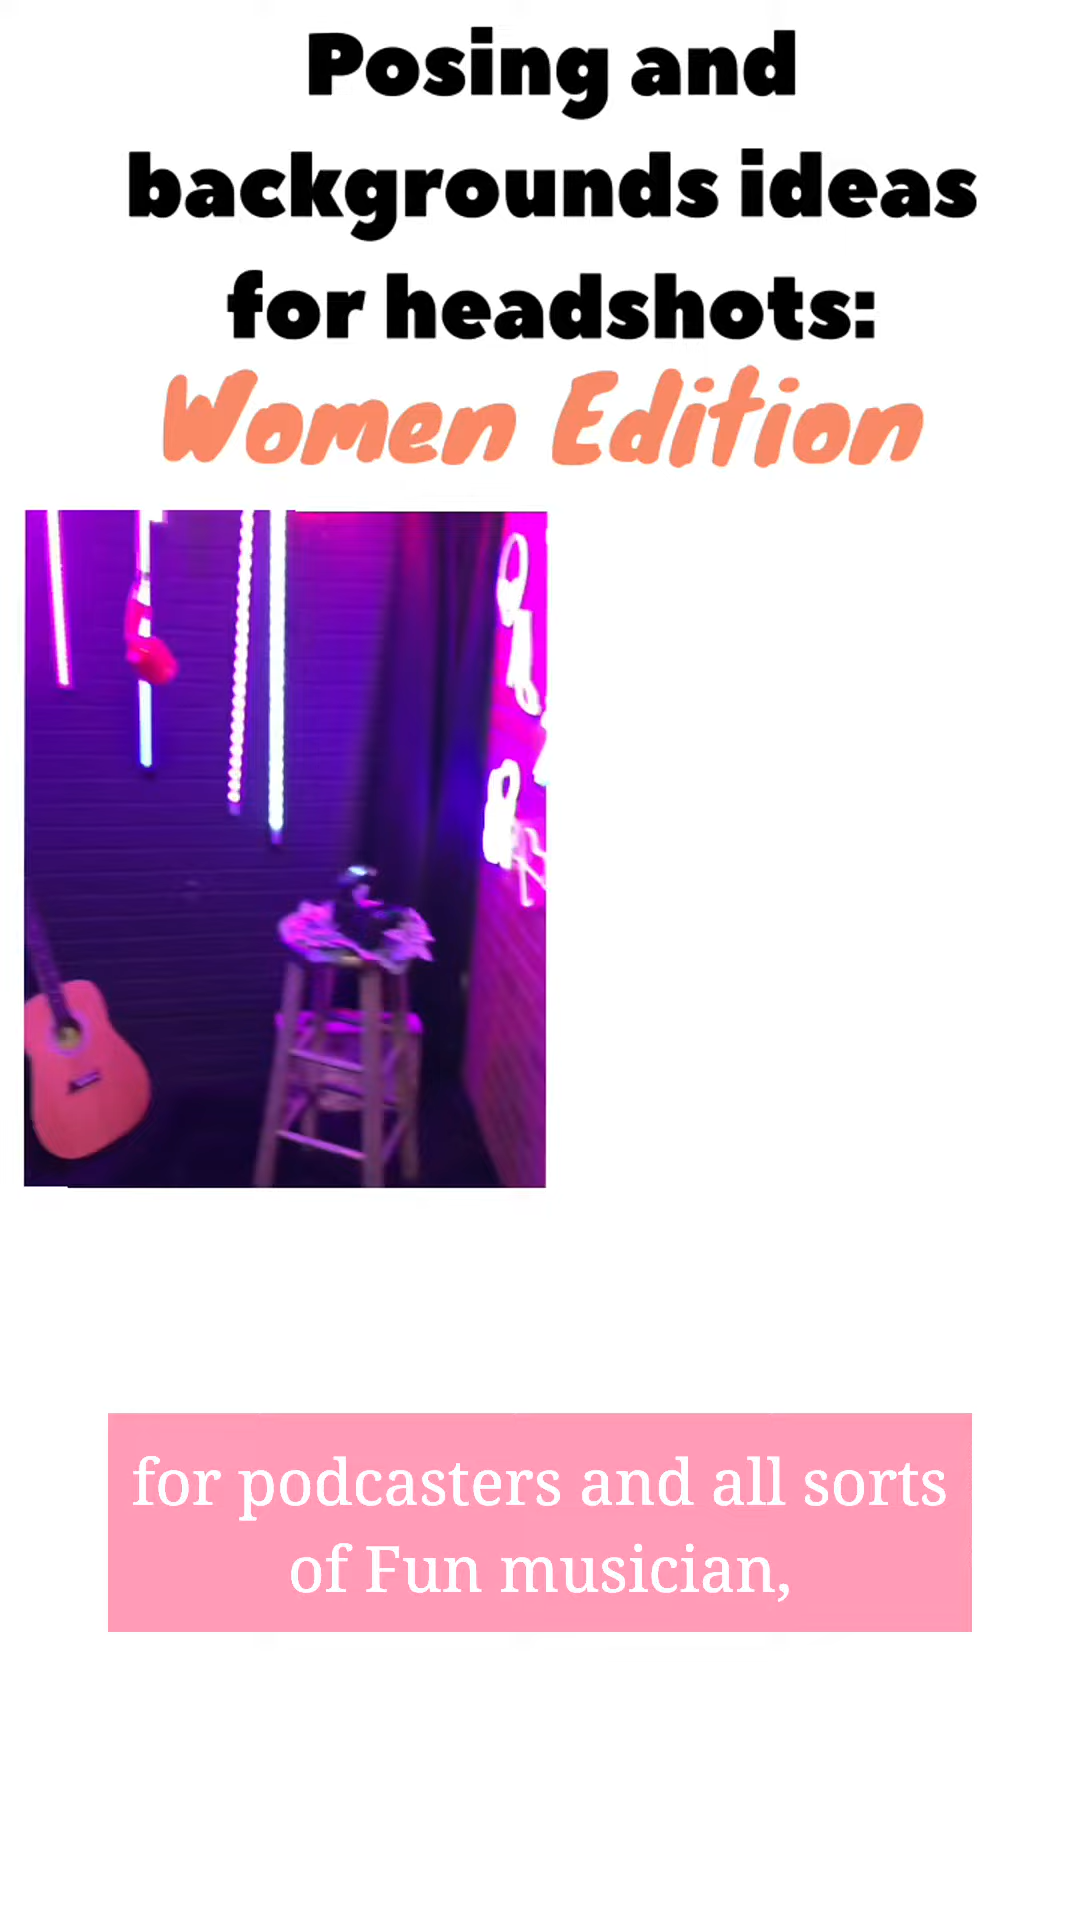 Posing and
backgrounds ideas
for headshots:
Women Edition
for podcasters and all sorts
of Fun musician,